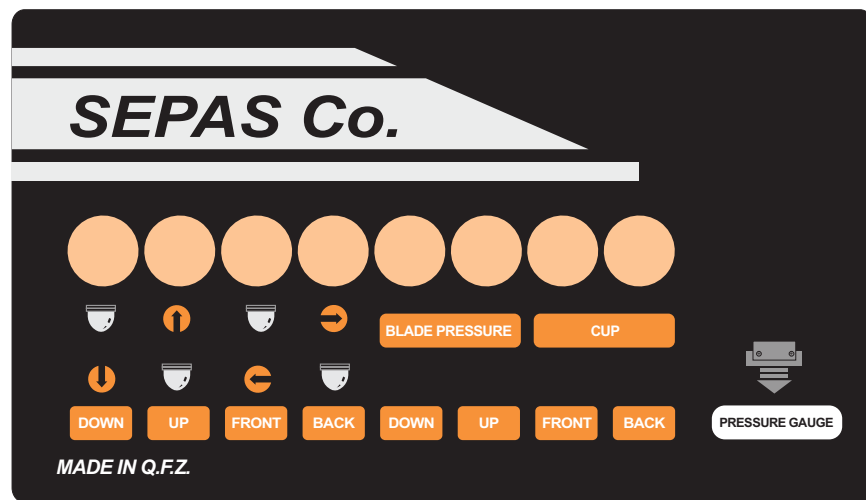 SEPAS Co.
BLADE PRESSURE CUP
DOWN UP FRONT BACK DOWN UP FRONT BACK PRESSURE GAUGE
MADE IN Q.F.Z.